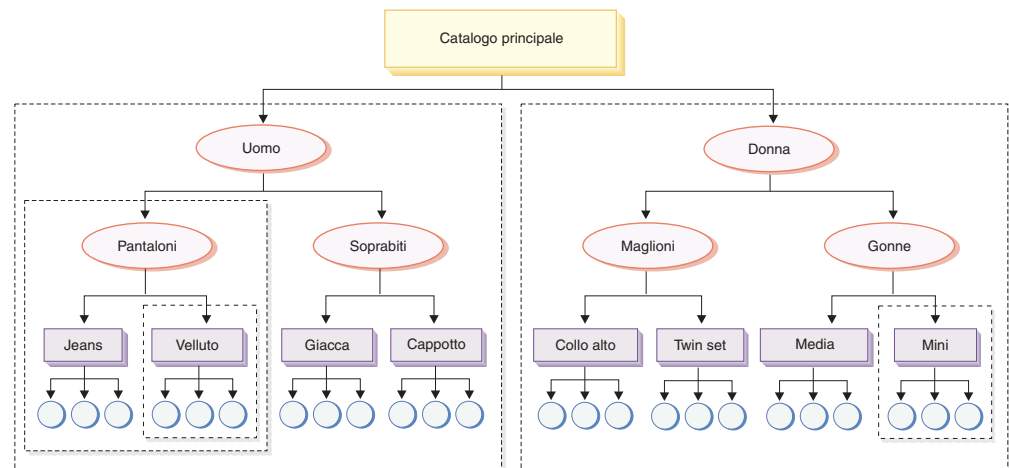 Catalogo principale
Uomo
Donna
Pantaloni
Soprabiti
Maglioni
Gonne
Jeans
Velluto
Giacca
Cappotto
Collo alto
Twin set
Media
Mini